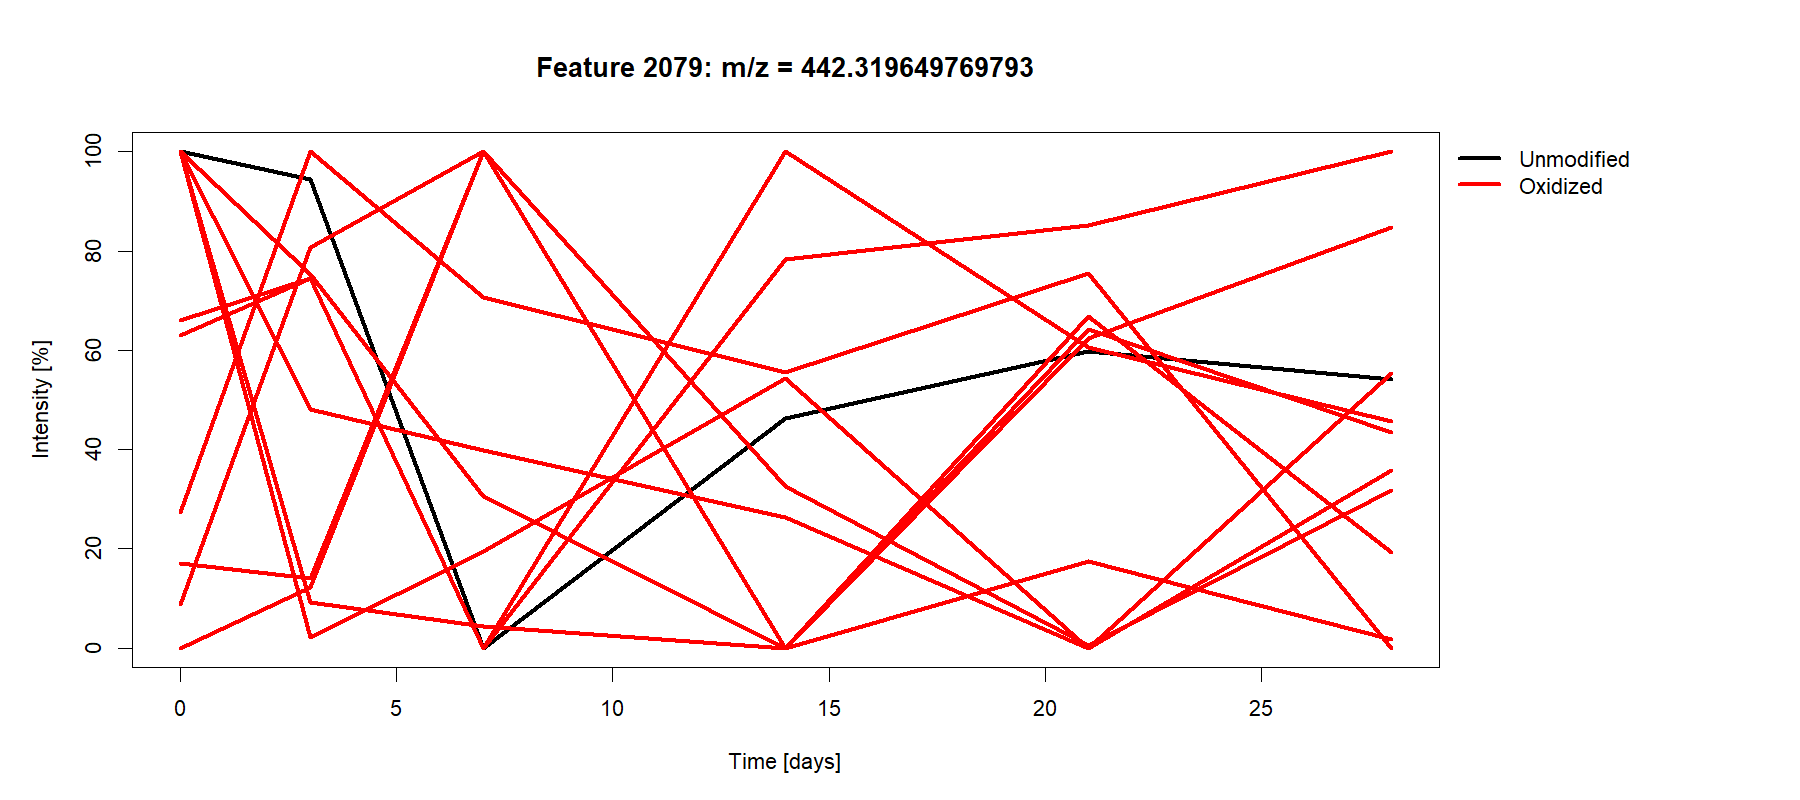 Feature 2079: m/z = 442.319649769793
Unmodified
Oxidized
Intensity [%]
100
80
60
40
20
0
0 5 10 15 20 25
Time [days]